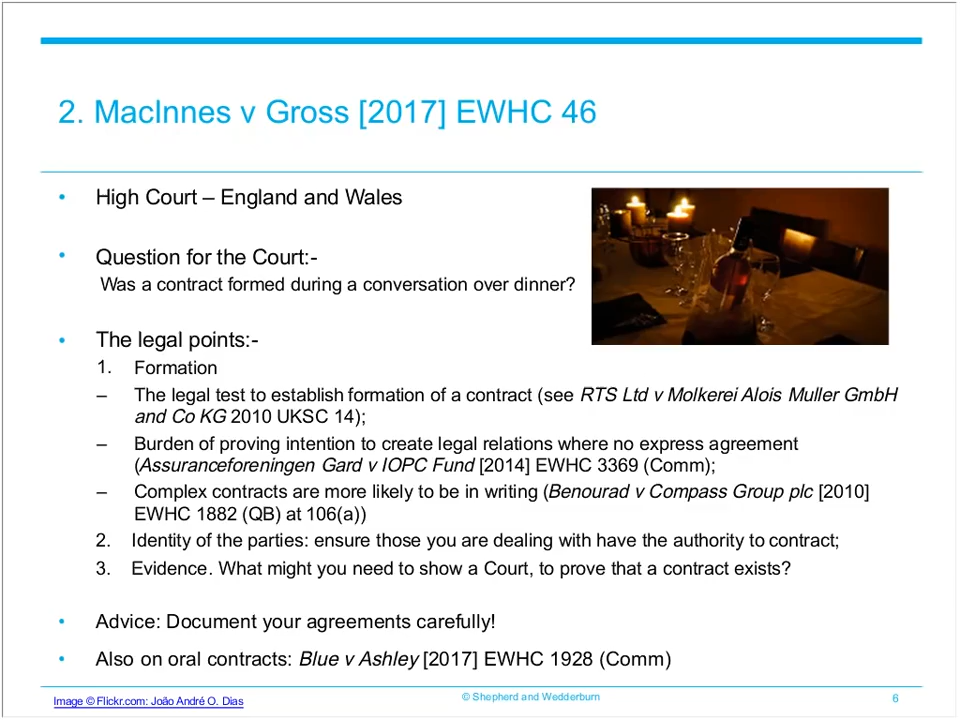 2. MacInnes v Gross [2017] EWHC 46
• High Court – England and Wales
• Question for the Court:-
Was a contract formed during a conversation over dinner?
• The legal points:-
1. Formation
– The legal test to establish formation of a contract (see RTS Ltd v Molkerei Alois Muller GmbH
and Co KG 2010 UKSC 14);
– Burden of proving intention to create legal relations where no express agreement
(Assuranceforeningen Gard v IOPC Fund [2014] EWHC 3369 (Comm);
– Complex contracts are more likely to be in writing (Benourad v Compass Group plc [2010]
EWHC 1882 (QB) at 106(a))
2. Identity of the parties: ensure those you are dealing with have the authority to contract;
3. Evidence. What might you need to show a Court, to prove that a contract exists?
• Advice: Document your agreements carefully!
• Also on oral contracts: Blue v Ashley [2017] EWHC 1928 (Comm)
Image © Flickr.com: João André O. Dias
© Shepherd and Wedderburn
6